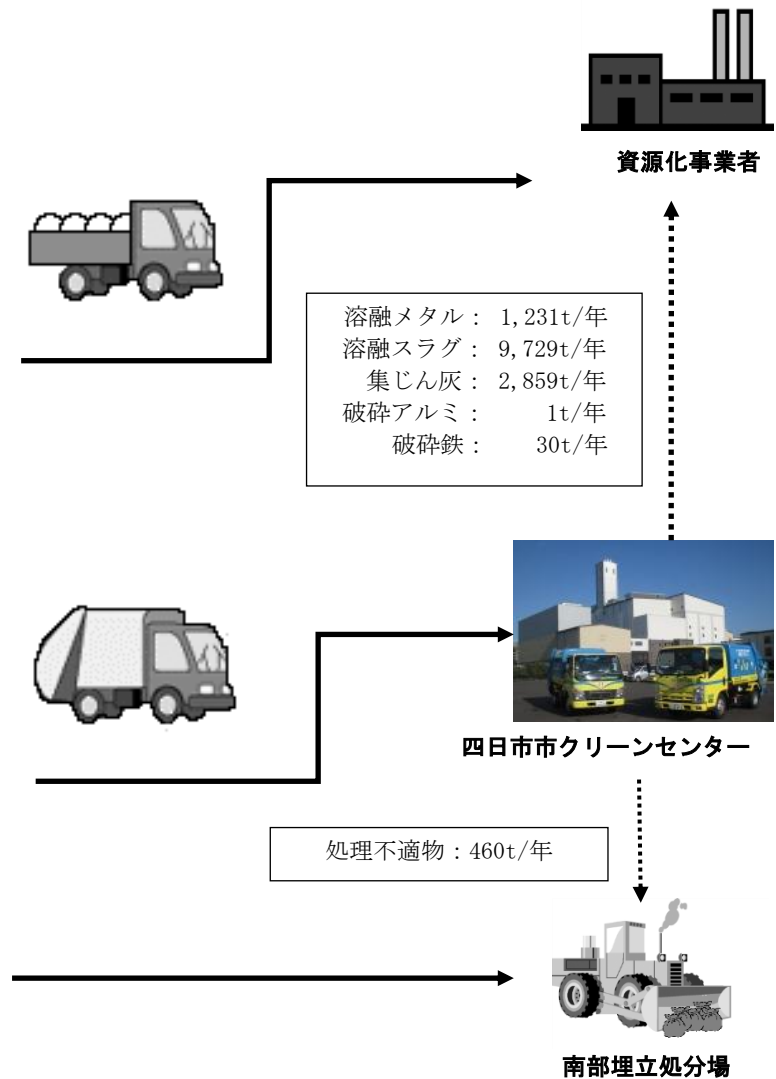 資源化事業者
溶融メタル： 1,231t/年
溶融スラグ： 9,729t/年
集じん灰： 2,859t/年
破砕アルミ： 1t/年
破砕鉄： 30t/年
四日市市クリーンセンター
処理不適物：460t/年
南部埋立処分場